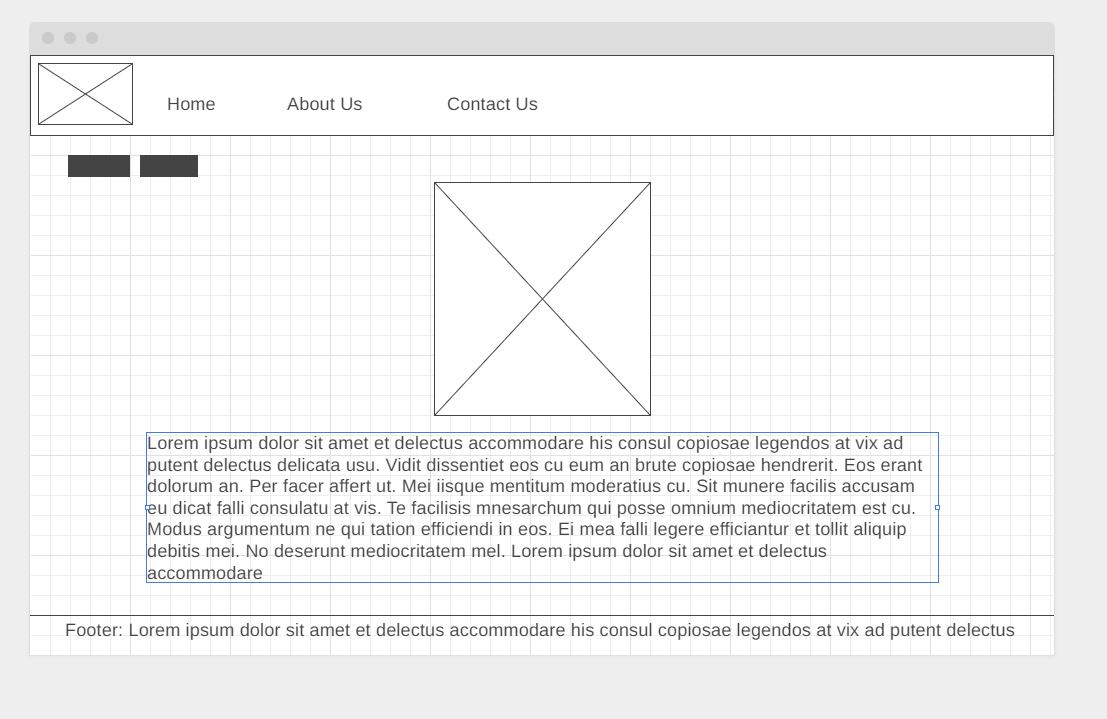 Home About Us Contact Us
Lorem ipsum dolor sit amet et delectus accommodare his consul copiosae legendos at vix ad
putent delectus delicata usu. Vidit dissentiet eos cu eum an brute copiosae hendrerit. Eos erant
dolorum an. Per facer affert ut. Mei iisque mentitum moderatius cu. Sit munere facilis accusam
eu dicat falli consulatu at vis. Te facilisis mnesarchum qui posse omnium mediocritatem est cu.
Modus argumentum ne qui tation efficiendi in eos. Ei mea falli legere efficiantur et tollit aliquip
debitis mei. No deserunt mediocritatem mel. Lorem ipsum dolor sit amet et delectus
accommodare
Footer: Lorem ipsum dolor sit amet et delectus accommodare his consul copiosae legendos at vix ad putent delectus